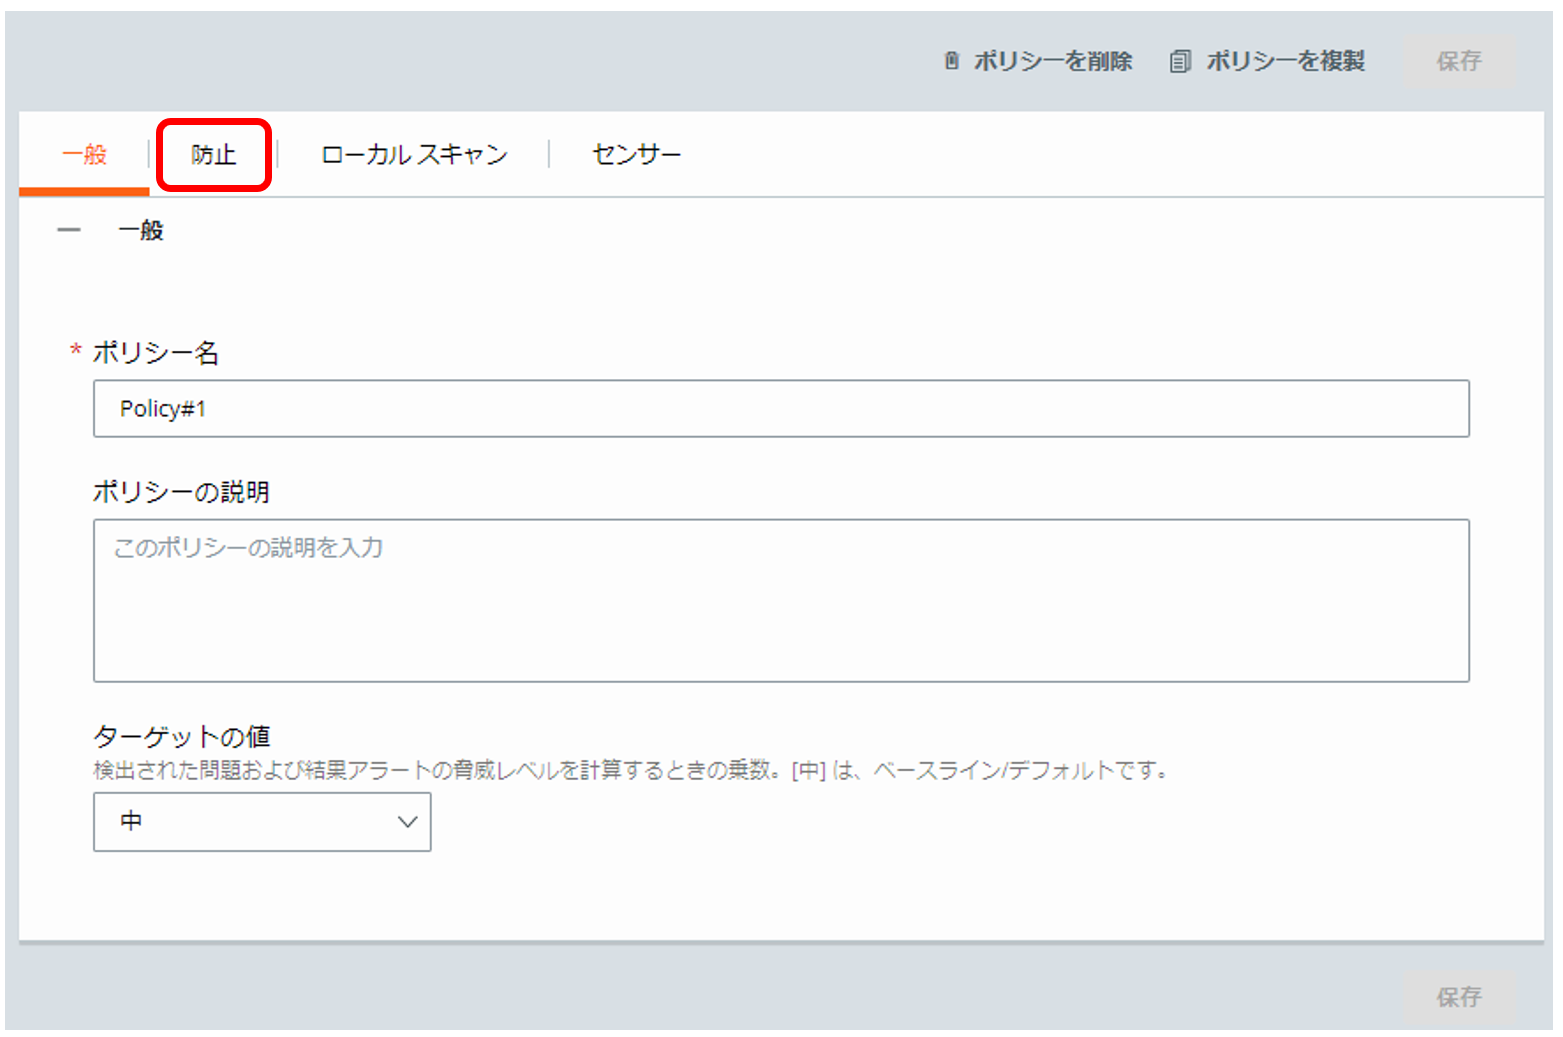 ポリシーを削除 ポリシーを複製 保存
一般 防止 ローカル スキャン センサー
一般
* ポリシー名
Policy#1
ポリシーの説明
このポリシーの説明を入力
ターゲットの値
検出された問題および結果アラートの脅威レベルを計算するときの乗数。[中] は、ベースライン/デフォルトです。
中
保存